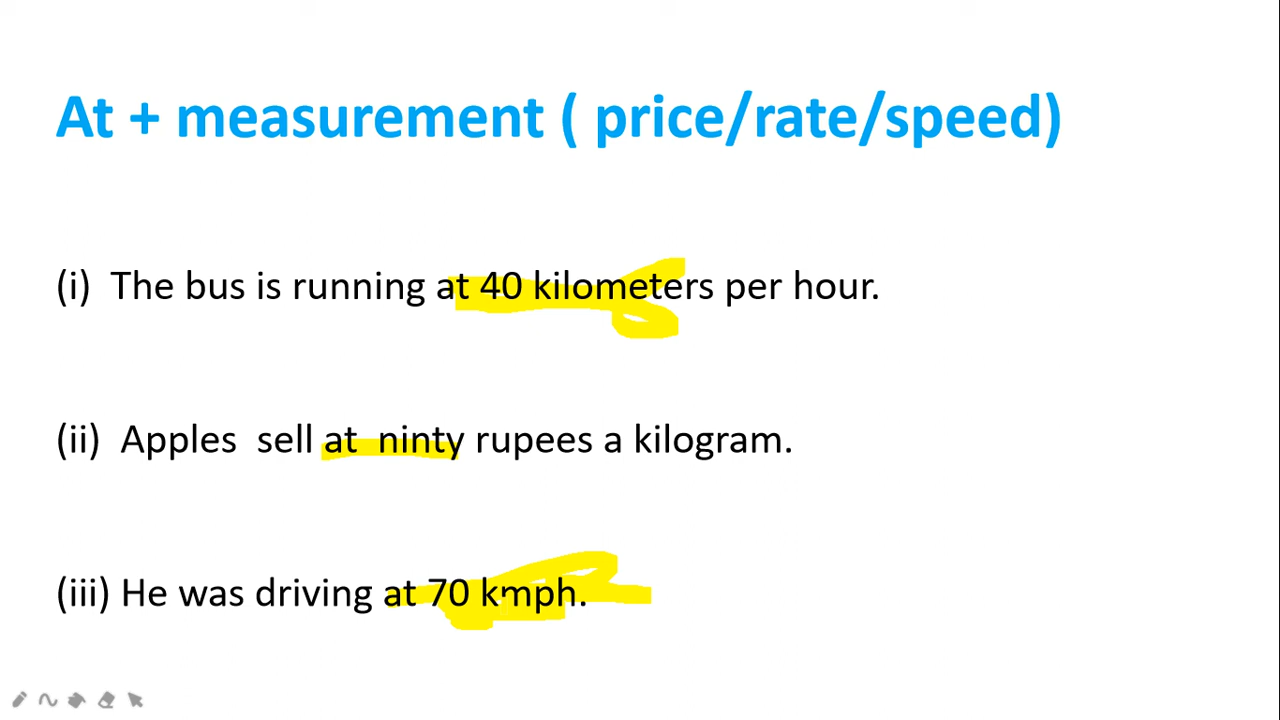 At + measurement ( price/rate/speed)
(i) The bus is running at 40 kilometers per hour.
(ii) Apples sell at ninty rupees a kilogram.
(iii) He was driving at 70 kmph.